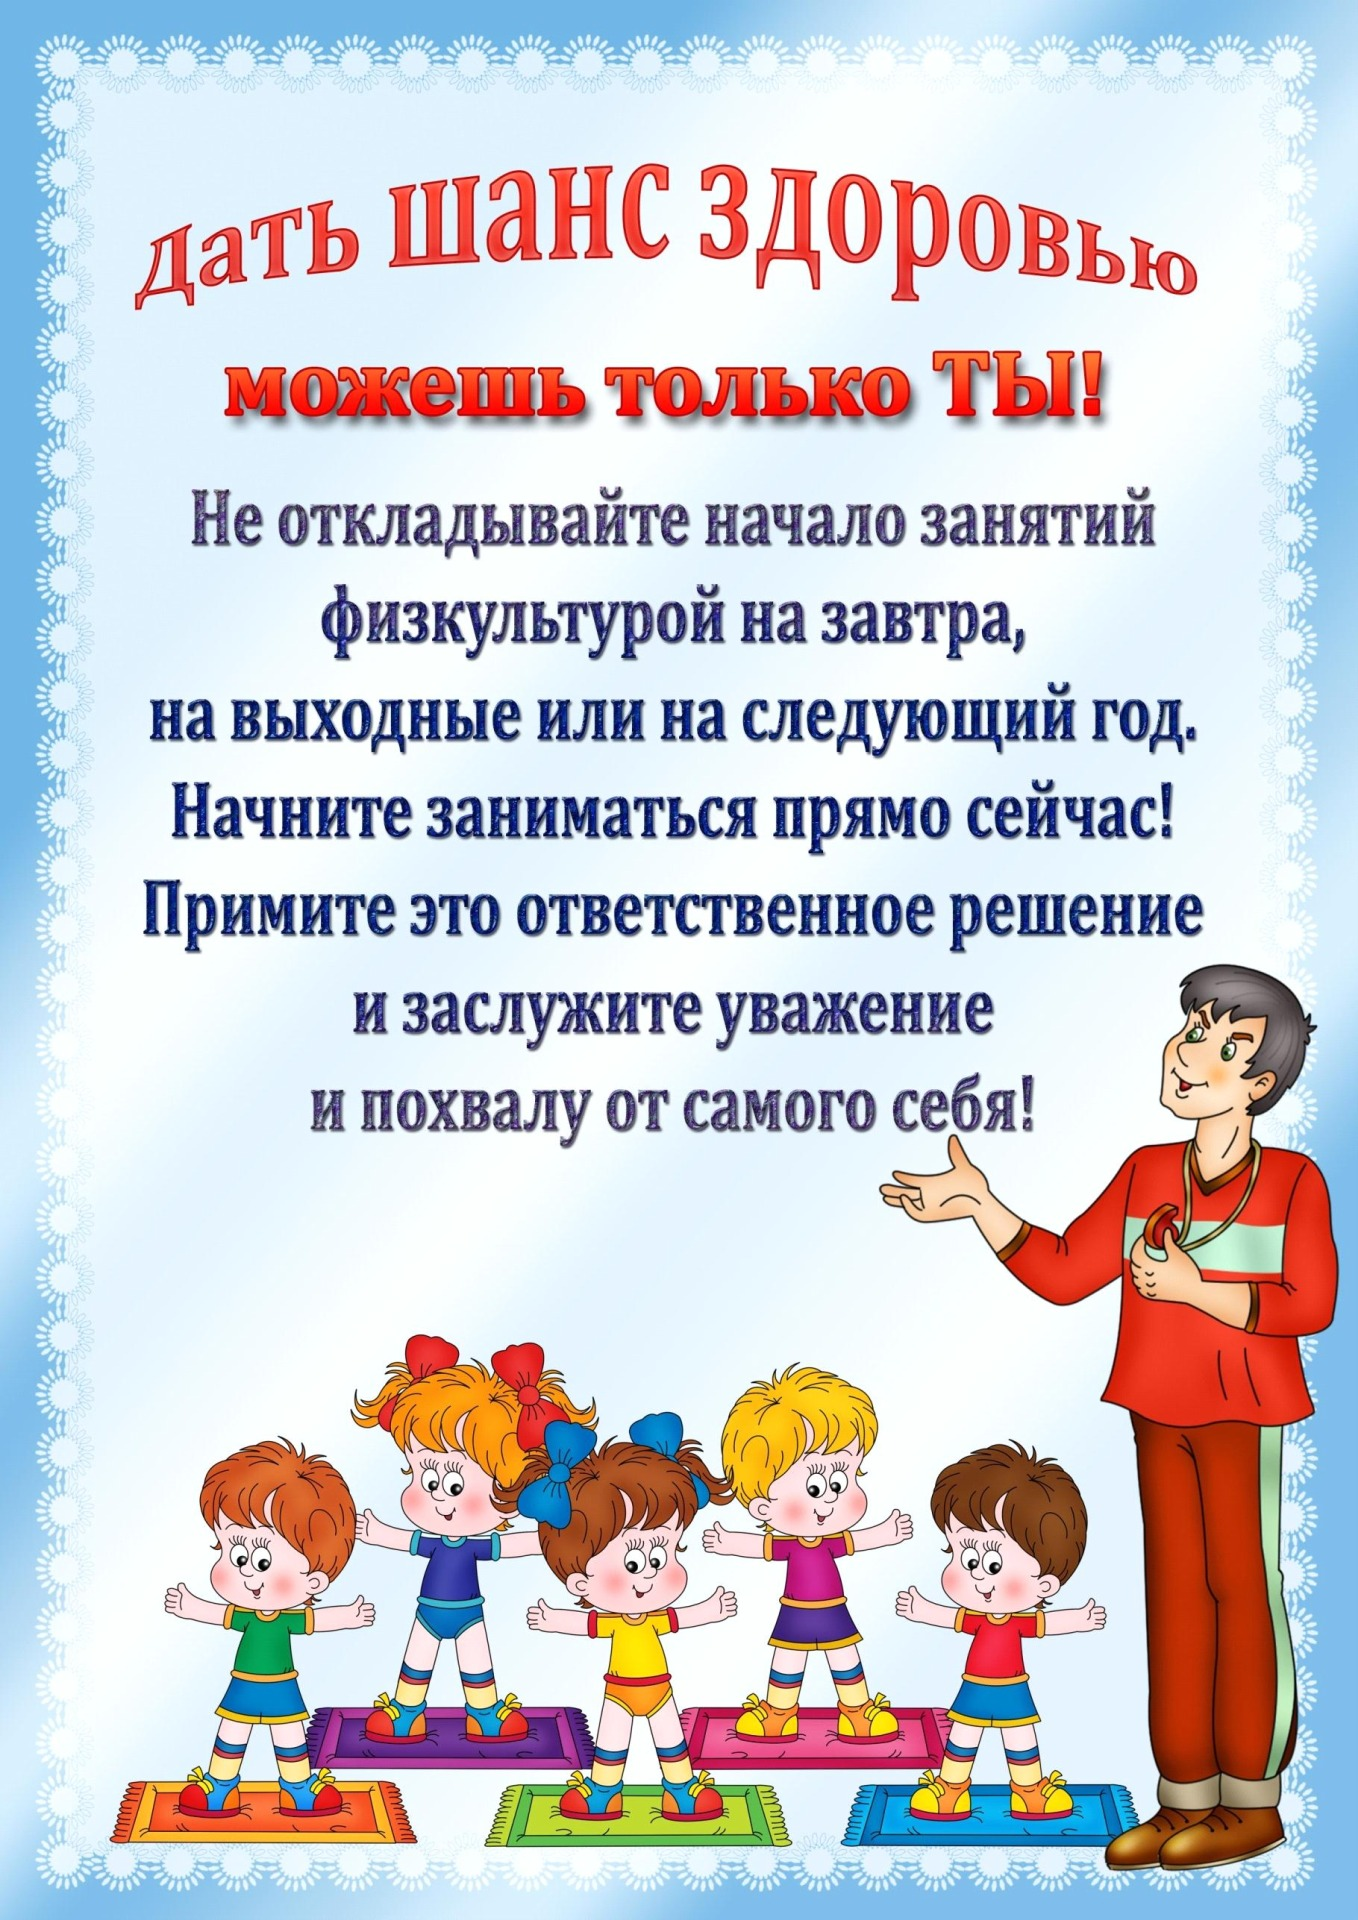 дать шанс здоровью
можешь только ТЫ!
Не откладывайте начало занятий
физкультурой на завтра,
на выходные или на следующий год.
Начните заниматься прямо сейчас!
Примите это ответственное решение
и заслужите уважение
и похвалу от самого себя!